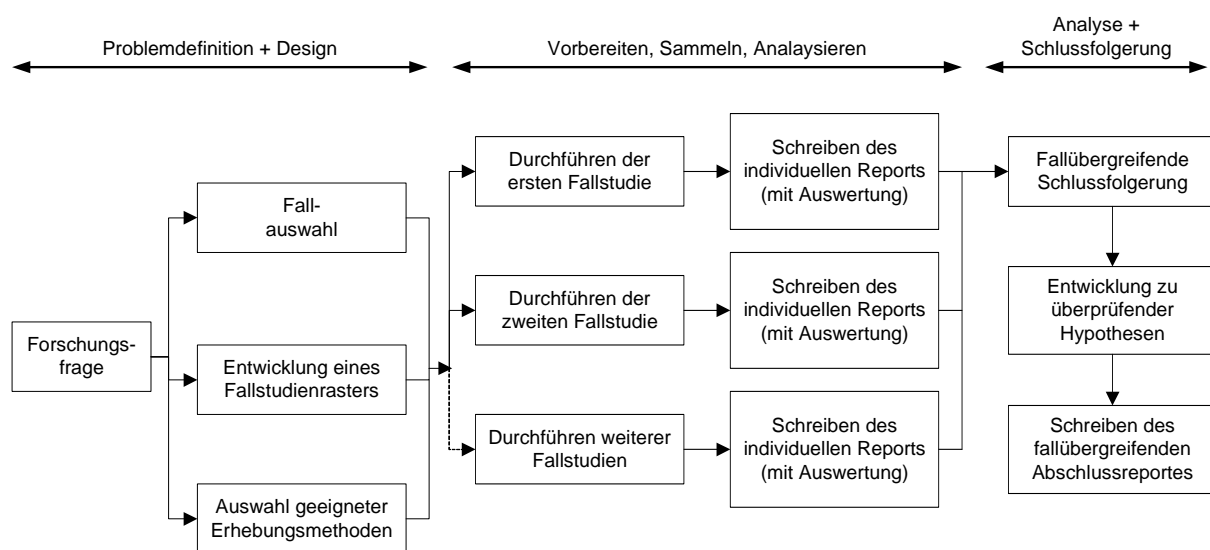 Problemdefinition + Design
Vorbereiten, Sammeln, Analaysieren
Analyse +
Schlussfolgerung
Forschungs-
frage
Fall-
auswahl
Entwicklung eines
Fallstudienrasters
Auswahl geeigneter
Erhebungsmethoden
Durchführen der
ersten Fallstudie
Schreiben des
individuellen Reports
(mit Auswertung)
Durchführen der
zweiten Fallstudie
Schreiben des
individuellen Reports
(mit Auswertung)
Durchführen weiterer
Fallstudien
Schreiben des
individuellen Reports
(mit Auswertung)
Fallübergreifende
Schlussfolgerung
Entwicklung zu
überprüfender
Hypothesen
Schreiben des
fallübergreifenden
Abschlussreportes